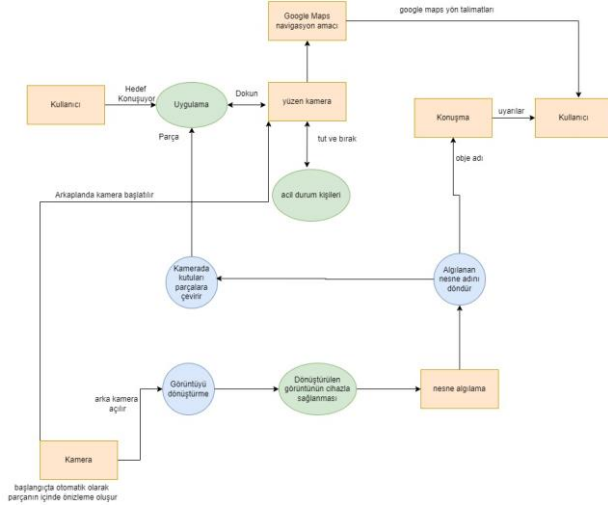 Google Maps
navigasyon amacı
google maps yön talimatları
Kullanıcı
Hedef
Konuşuyor
Uygulama
Dokun
yüzen kamera
Konuşma
uyarılar
Kullanıcı
Parça
tut ve bırak
obje adı
Arkaplanda kamera başlatılır
acil durum kişileri
Kamerada
kutuları
parçalara
çevirir
Algılanan
nesne adını
döndür
Görüntüyü
dönüştürme
Dönüştürülen
görüntünün cihazla
sağlanması
nesne algılama
arka kamera
açılır
Kamera
başlangıçta otomatik olarak
parçanın içinde önizleme oluşur